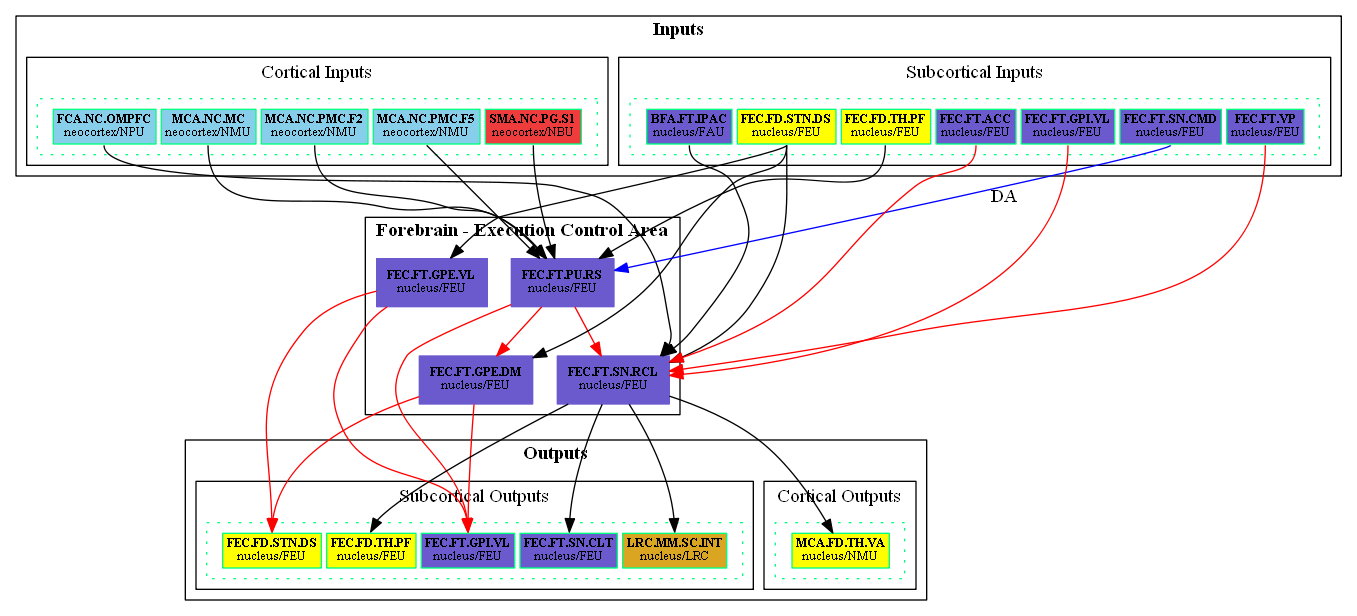 Inputs
Cortical Inputs
Subcortical Inputs
FCA.NC.OMPFC
neocortex/NPU
MCA.NC.MC
neocortex/NMU
MCA.NC.PMC.F2
neocortex/NMU
MCA.NC.PMC.F5
neocortex/NMU
SMA.NC.PG.S1
neocortex/NEU
BFA.FT.IPAC
nucleus/FAU
FEC.FD.STN.DS
nucleus/FEU
FEC.FD.TH.PF
nucleus/FEU
FEC.FT.ACC
nucleus/FEU
FEC.FT.GPI.VL
nucleus/FEU
FEC.FT.SN.CMD
nucleus/FEU
FEC.FT.VP
nucleus/FEU
DA
Forebrain - Execution Control Area
FEC.FT.GPE.VL
nucleus/FEU
FEC.FT.PU.RS
nucleus/FEU
FEC.FT.GPE.DM
nucleus/FEU
FEC.FT.SN.RCL
nucleus/FEU
Outputs
Subcortical Outputs
Cortical Outputs
FEC.FD.STN.DS
nucleus/FEU
FEC.FD.TH.PF
nucleus/FEU
FEC.FT.GPI.VL
nucleus/FEU
FEC.FT.SN.CLT
nucleus/FEU
LRC.MM.SC.INT
nucleus/LRC
MCA.FD.TH.VA
nucleus/NMU